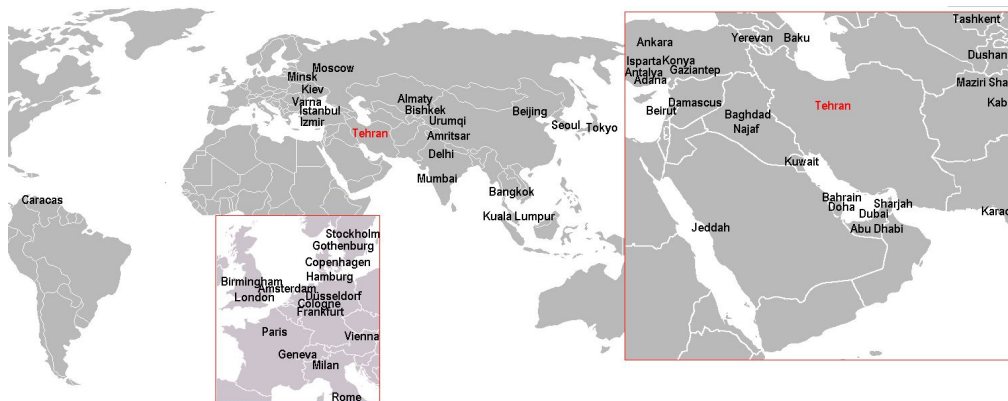 Moscow
Minsk
Kiev
Varna
Istanbul
Izmir
Tehran
Almaty
Bishkek
Urumqi
Amritsar
Delhi
Mumbai
Beijing
Seoul
Tokyo
Bangkok
Kuala Lumpur
Caracas
Stockholm
Gothenburg
Copenhagen
Hamburg
Birmingham
Amsterdam
London
Düsseldorf
Cologne
Frankfurt
Paris
Vienna
Geneva
Milan
Rome
Tashkent
Ankara
Yerevan
Baku
Dushan
Isparta
Konya
Antalya
Gaziantep
Adana
Maziri Sha
Kab
Tehran
Beirut
Damascus
Baghdad
Najaf
Kuwait
Bahrain
Doha
Sharjah
Dubai
Abu Dhabi
Karac
Jeddah